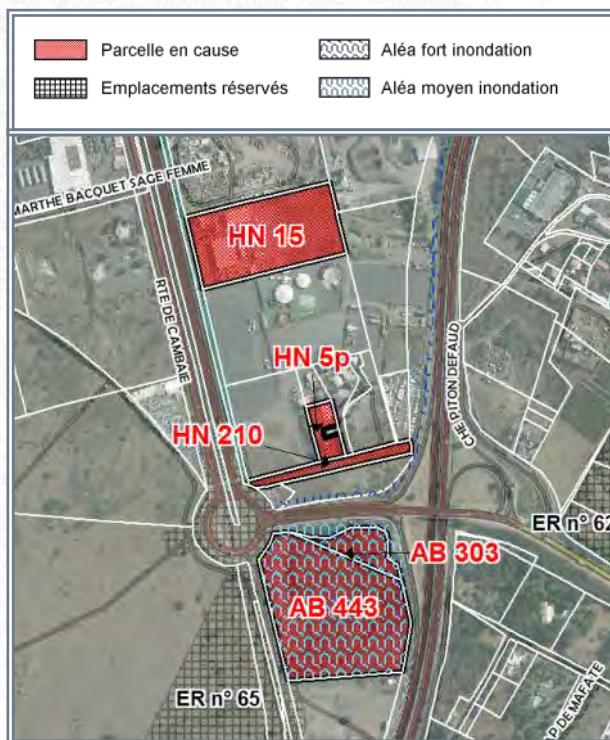 Parcelle en cause
Aléa fort inondation
Emplacements réservés
Aléa moyen inondation
MARTHE BACQUET SAGE FEMME
HN 15
RTE DE CAMBAIE
CHE PITON DEFAUD
HN 5p
HN 210
ER n° 62
AB 303
AB 443
ER n° 65
P DE MAFATE